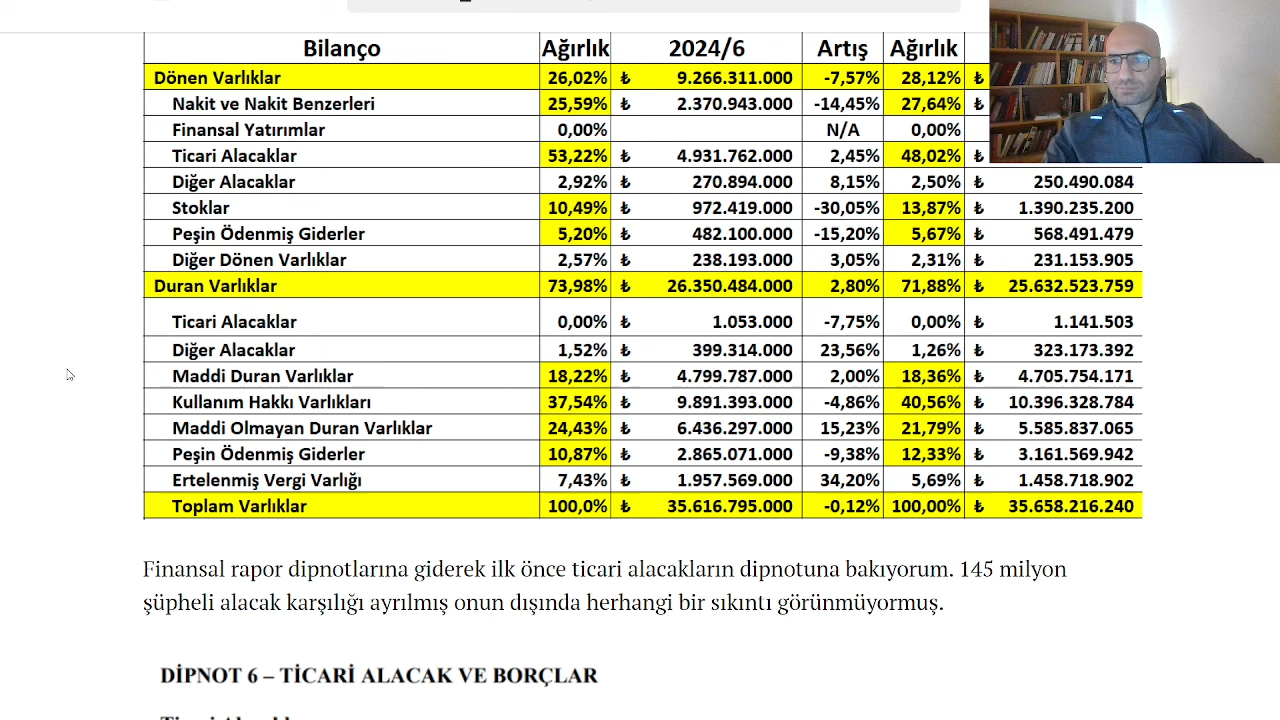 Bilanço Ağırlık 2024/6 Artış Ağırlık
Dönen Varlıklar 26,02% ₺ 9.266.311.000 -7,57% 28,12% ₺
Nakit ve Nakit Benzerleri 25,59% ₺ 2.370.943.000 -14,45% 27,64% ₺
Finansal Yatırımlar 0,00% N/A 0,00%
Ticari Alacaklar 53,22% ₺ 4.931.762.000 2,45% 48,02% ₺
Diğer Alacaklar 2,92% ₺ 270.894.000 8,15% 2,50% ₺ 250.490.084
Stoklar 10,49% ₺ 972.419.000 -30,05% 13,87% ₺ 1.390.235.200
Peşin Ödenmiş Giderler 5,20% ₺ 482.100.000 -15,20% 5,67% ₺ 568.491.479
Diğer Dönen Varlıklar 2,57% ₺ 238.193.000 3,05% 2,31% ₺ 231.153.905
Duran Varlıklar 73,98% ₺ 26.350.484.000 2,80% 71,88% ₺ 25.632.523.759
Ticari Alacaklar 0,00% ₺ 1.053.000 -7,75% 0,00% ₺ 1.141.503
Diğer Alacaklar 1,52% ₺ 399.314.000 23,56% 1,26% ₺ 323.173.392
Maddi Duran Varlıklar 18,22% ₺ 4.799.787.000 2,00% 18,36% ₺ 4.705.754.171
Kullanım Hakkı Varlıkları 37,54% ₺ 9.891.393.000 -4,86% 40,56% ₺ 10.396.328.784
Maddi Olmayan Duran Varlıklar 24,43% ₺ 6.436.297.000 15,23% 21,79% ₺ 5.585.837.065
Peşin Ödenmiş Giderler 10,87% ₺ 2.865.071.000 -9,38% 12,33% ₺ 3.161.569.942
Ertelenmiş Vergi Varlığı 7,43% ₺ 1.957.569.000 34,20% 5,69% ₺ 1.458.718.902
Toplam Varlıklar 100,0% ₺ 35.616.795.000 -0,12% 100,00% ₺ 35.658.216.240
Finansal rapor dipnotlarına giderek ilk önce ticari alacakların dipnotuna bakıyorum. 145 milyon
şüpheli alacak karşılığı ayrılmış onun dışında herhangi bir sıkıntı görünmüyormuş.
DİPNOT 6 – TİCARİ ALACAK VE BORÇLAR